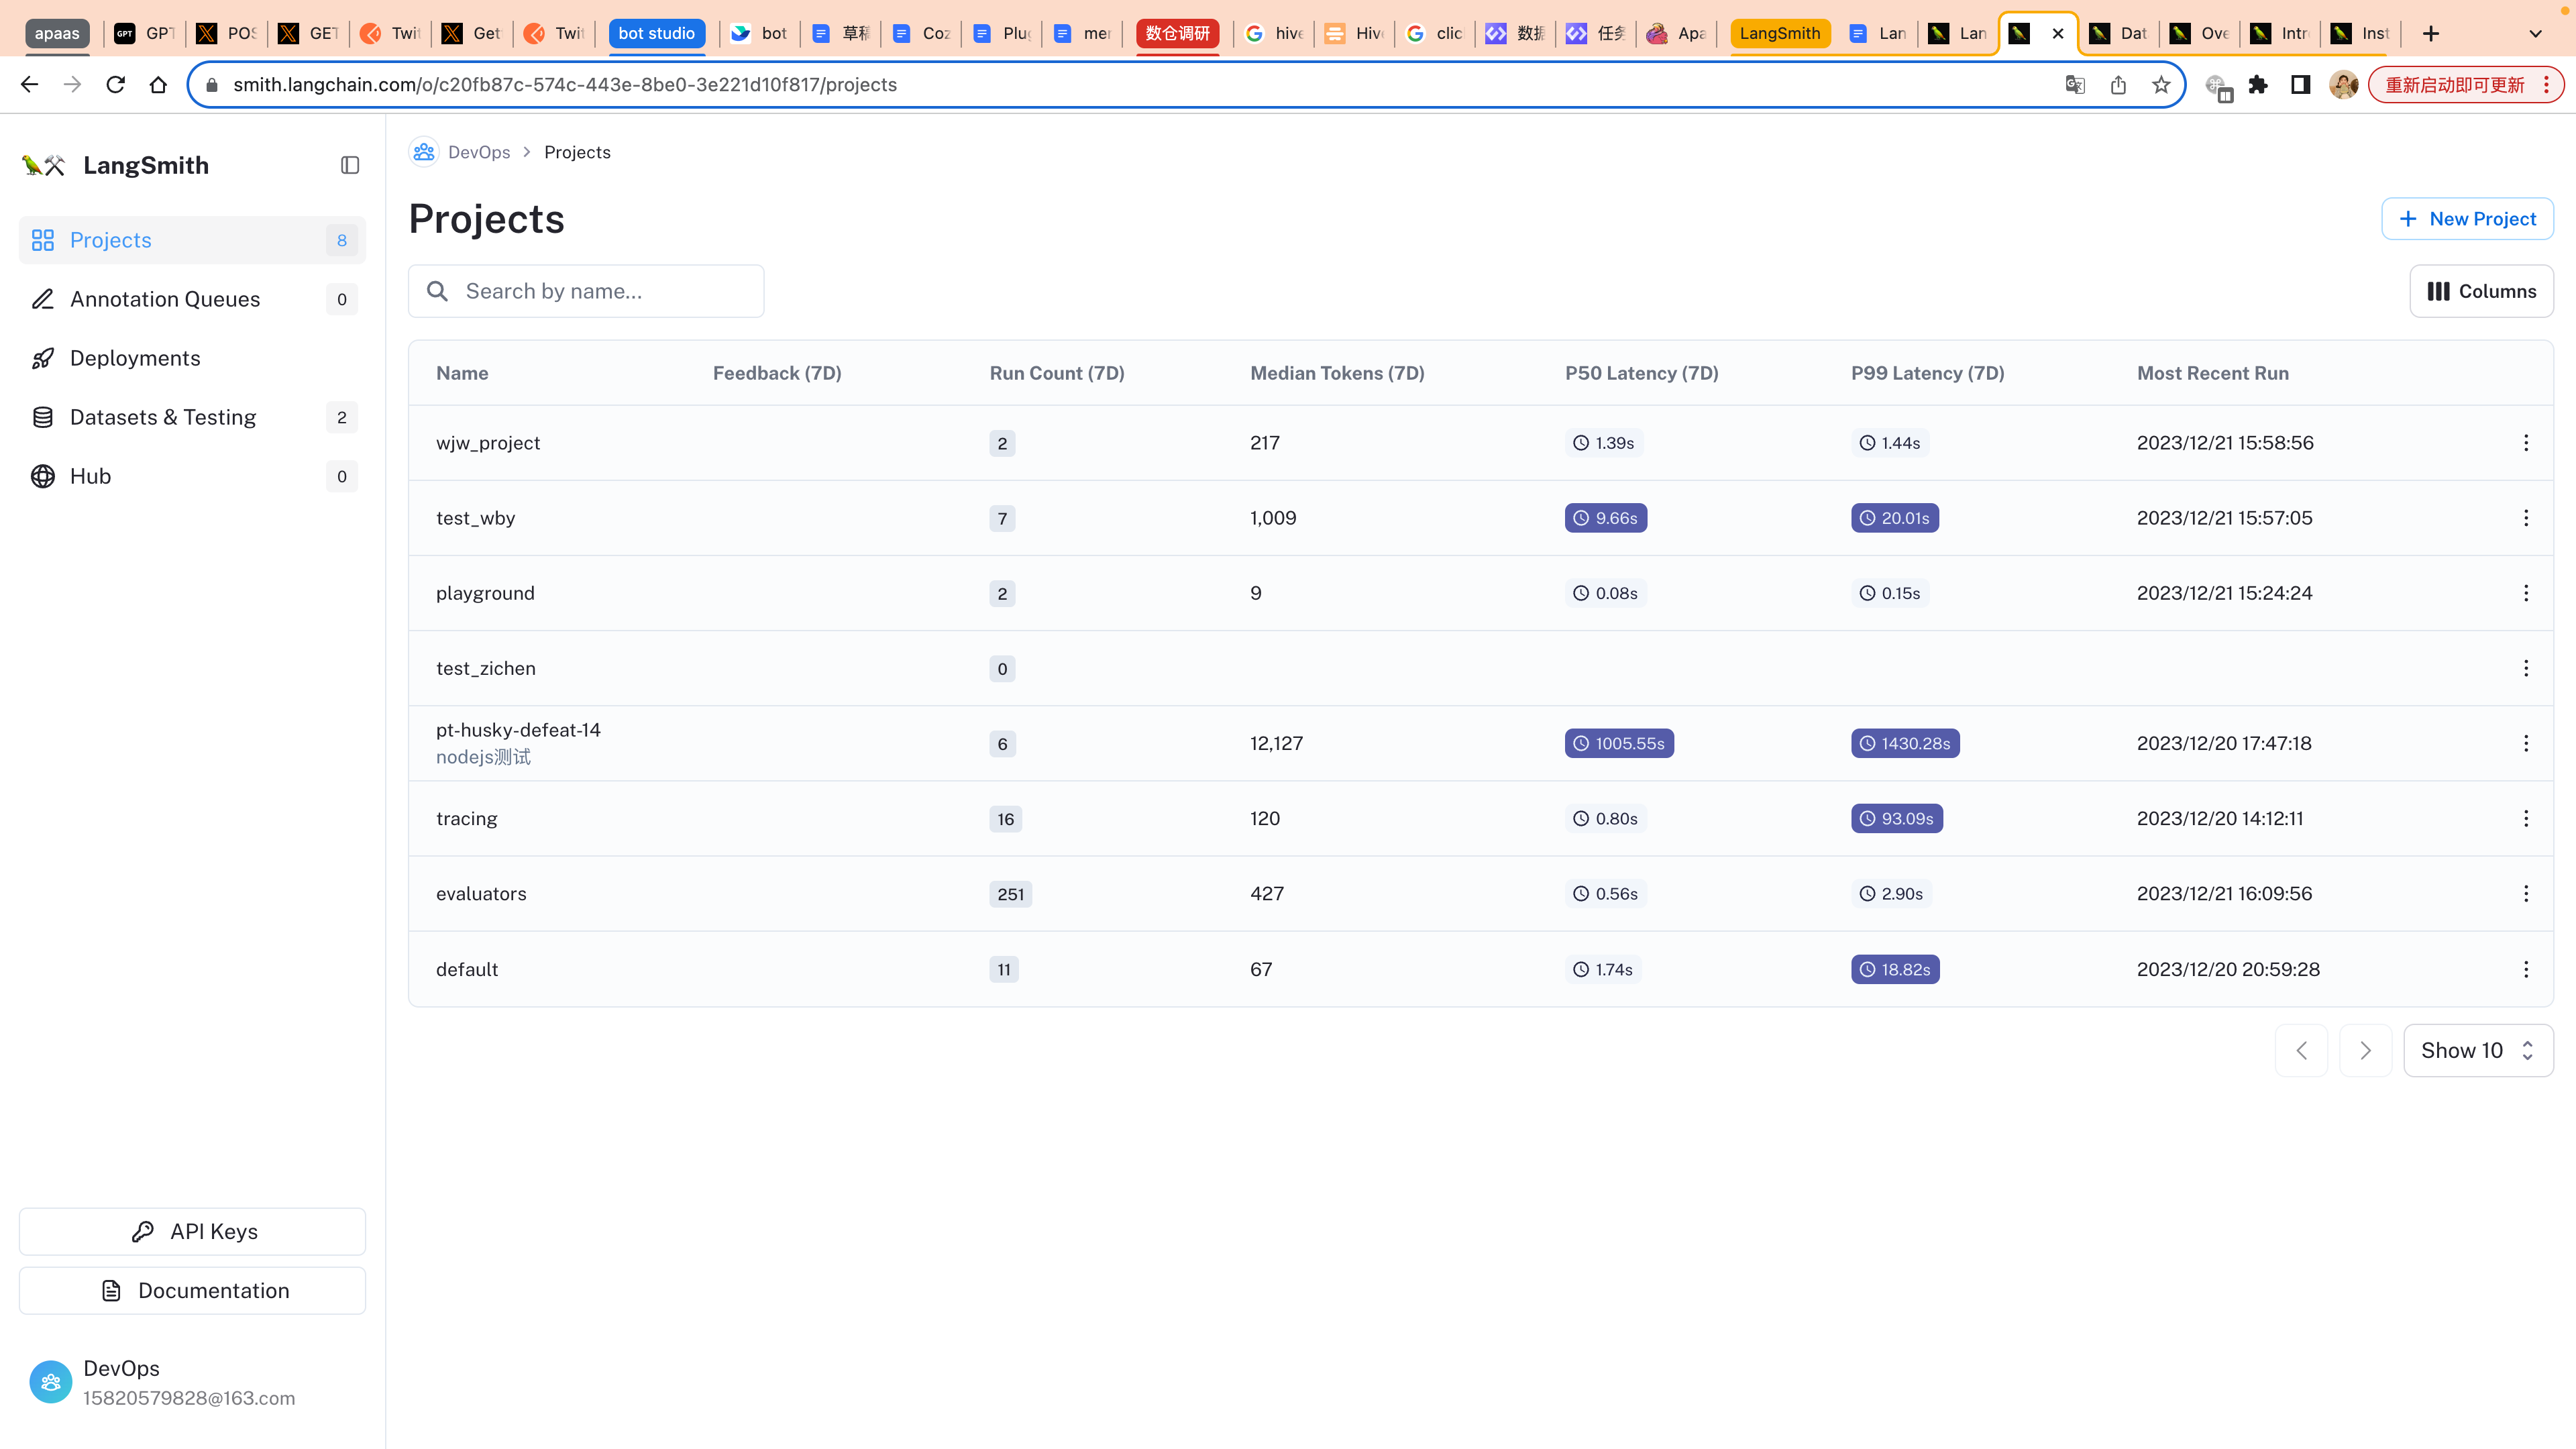 apaas GPT POS GET Twit Get Twit bot studio bot 草稿 Coz Plug mer 数仓调研 hive Hive clic 数据 任务 Apa LangSmith Lan Lan Dat Ove Intr Inst
smith.langchain.com/o/c20fb87c-574c-443e-8be0-3e221d10f817/projects
重新启动即可更新
LangSmith
Projects 8
Annotation Queues 0
Deployments
Datasets & Testing 2
Hub 0
API Keys
Documentation
DevOps
15820579828@163.com
DevOps > Projects
Projects
New Project
Search by name...
Columns
Name Feedback (7D) Run Count (7D) Median Tokens (7D) P50 Latency (7D) P99 Latency (7D) Most Recent Run
wjw_project 2 217 1.39s 1.44s 2023/12/21 15:58:56
test_wby 7 1,009 9.66s 20.01s 2023/12/21 15:57:05
playground 2 9 0.08s 0.15s 2023/12/21 15:24:24
test_zichen 0
pt-husky-defeat-14 6 12,127 1005.55s 1430.28s 2023/12/20 17:47:18
nodejs测试
tracing 16 120 0.80s 93.09s 2023/12/20 14:12:11
evaluators 251 427 0.56s 2.90s 2023/12/21 16:09:56
default 11 67 1.74s 18.82s 2023/12/20 20:59:28
Show 10